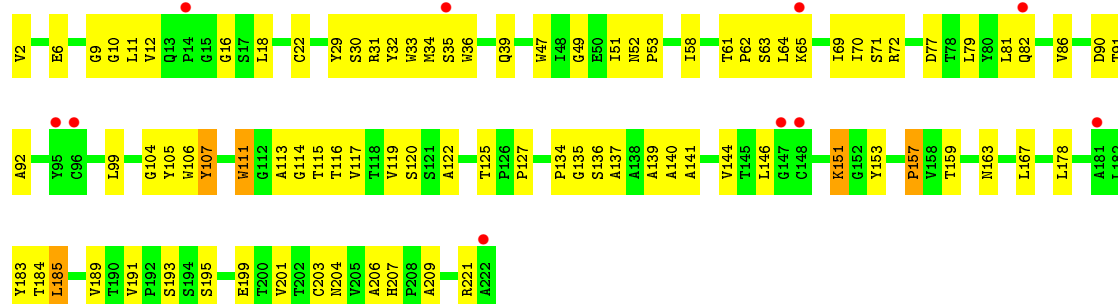 V2 E6 G9 G10 L11 V12 Q13 P14 G15 G16 S17 L18 C22 Y29 S30 R31 Y32 W33 M34 S35 W36 Q39 W47 I48 G49 E50 I51 N52 P53 I58 T61 P62 S63 L64 K65 I69 I70 S71 R72 D77 T78 L79 Y80 L81 Q82 V86 D90 T91
A92 Y95 C96 L99 G104 Y105 W106 Y107 W111 G112 A113 G114 T115 T116 V117 T118 V119 S120 S121 A122 T125 P126 P127 P134 G135 S136 A137 A138 A139 A140 A141 V144 T145 L146 G147 C148 K151 G152 Y153 P157 V158 T159 N163 L167 L178 A181 L182
Y183 T184 L185 V189 T190 V191 P192 S193 S194 S195 E199 T200 V201 T202 C203 N204 V205 A206 H207 P208 A209 R221 A222